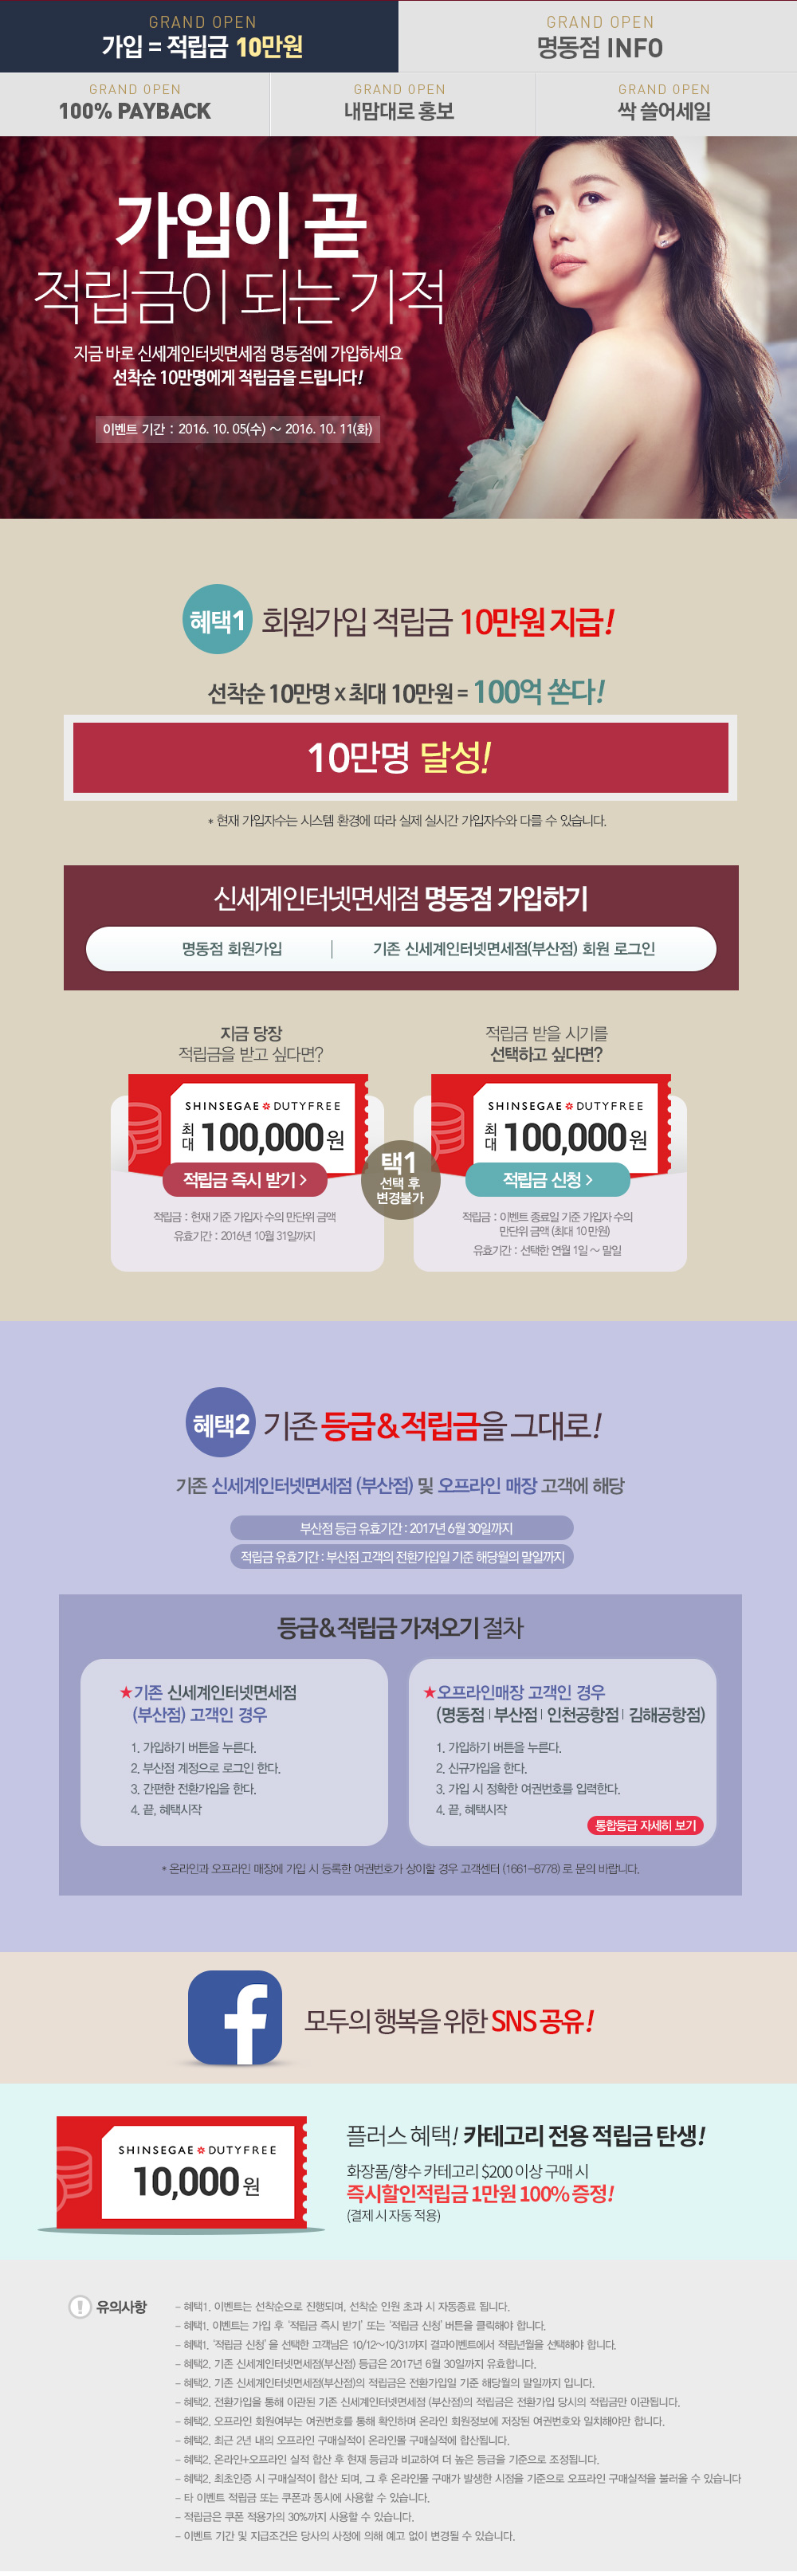 GRAND OPEN
가입 = 적립금 10만원
GRAND OPEN
명동점 INFO
GRAND OPEN
100% PAYBACK
GRAND OPEN
내맘대로 홍보
GRAND OPEN
싹 쓸어세일
가입이 곧
적립금이 되는 기적
지금 바로 신세계인터넷면세점 명동점에 가입하세요
선착순 10만명에게 적립금을 드립니다!
이벤트 기간 : 2016. 10. 05(수) ~ 2016. 10. 11(화)
혜택1 회원가입 적립금 10만원 지급!
선착순 10만명 x 최대 10만원 = 100억 쏜다!
10만명 달성!
* 현재 가입자수는 시스템 환경에 따라 실제 실시간 가입자수와 다를 수 있습니다.
신세계인터넷면세점 명동점 가입하기
명동점 회원가입 | 기존 신세계인터넷면세점(부산점) 회원 로그인
지금 당장
적립금을 받고 싶다면?
SHINSEGAE DUTYFREE
최대 100,000원
적립금 즉시 받기 >
적립금 : 현재 기준 가입자 수의 만단위 금액
유효기간 : 2016년 10월 31일까지
택1
선택 후
변경불가
적립금 받을 시기를
선택하고 싶다면?
SHINSEGAE DUTYFREE
최대 100,000원
적립금 신청 >
적립금 : 이벤트 종료일 기준 가입자 수의
만단위 금액 (최대 10만원)
유효기간 : 선택한 연월 1일 ~ 말일
혜택2 기존 등급&적립금을 그대로!
기존 신세계인터넷면세점 (부산점) 및 오프라인 매장 고객에 해당
부산점 등급 유효기간 : 2017년 6월 30일까지
적립금 유효기간 : 부산점 고객의 전환가입일 기준 해당월의 말일까지
등급&적립금 가져오기 절차
★기존 신세계인터넷면세점
(부산점) 고객인 경우
1. 가입하기 버튼을 누른다.
2. 부산점 계정으로 로그인 한다.
3. 간편한 전환가입을 한다.
4. 끝, 혜택시작
★오프라인매장 고객인 경우
(명동점 | 부산점 | 인천공항점 | 김해공항점)
1. 가입하기 버튼을 누른다.
2. 신규가입을 한다.
3. 가입 시 정확한 여권번호를 입력한다.
4. 끝, 혜택시작
통합등급 자세히 보기
* 온라인과 오프라인 매장에 가입 시 등록한 여권번호가 상이할 경우 고객센터 (1661-8778) 로 문의 바랍니다.
모두의 행복을 위한 SNS 공유!
SHINSEGAE DUTYFREE
10,000원
플러스 혜택! 카테고리 전용 적립금 탄생!
화장품/향수 카테고리 $200 이상 구매 시
즉시할인적립금 1만원 100% 증정!
(결제 시 자동 적용)
유의사항
- 혜택1. 이벤트는 선착순으로 진행되며, 선착순 인원 초과 시 자동종료 됩니다.
- 혜택1. 이벤트는 가입 후 '적립금 즉시 받기' 또는 '적립금 신청' 버튼을 클릭해야 합니다.
- 혜택1. '적립금 신청' 을 선택한 고객님은 10/12~10/31까지 결과이벤트에서 적립년월을 선택해야 합니다.
- 혜택2. 기존 신세계인터넷면세점(부산점) 등급은 2017년 6월 30일까지 유효합니다.
- 혜택2. 기존 신세계인터넷면세점(부산점)의 적립금은 전환가입일 기준 해당월의 말일까지 입니다.
- 혜택2. 전환가입을 통해 이관된 기존 신세계인터넷면세점 (부산점)의 적립금은 전환가입 당시의 적립금만 이관됩니다.
- 혜택2. 오프라인 회원여부는 여권번호를 통해 확인하며 온라인 회원정보에 저장된 여권번호와 일치해야만 합니다.
- 혜택2. 최근 2년 내의 오프라인 구매실적이 온라인몰 구매실적에 합산됩니다.
- 혜택2. 온라인+오프라인 실적 합산 후 현재 등급과 비교하여 더 높은 등급을 기준으로 조정됩니다.
- 혜택2. 최초인증 시 구매실적이 합산 되며, 그 후 온라인몰 구매가 발생한 시점을 기준으로 오프라인 구매실적을 불러올 수 있습니다
- 타 이벤트 적립금 또는 쿠폰과 동시에 사용할 수 있습니다.
- 적립금은 쿠폰 적용가의 30%까지 사용할 수 있습니다.
- 이벤트 기간 및 지급조건은 당사의 사정에 의해 예고 없이 변경될 수 있습니다.